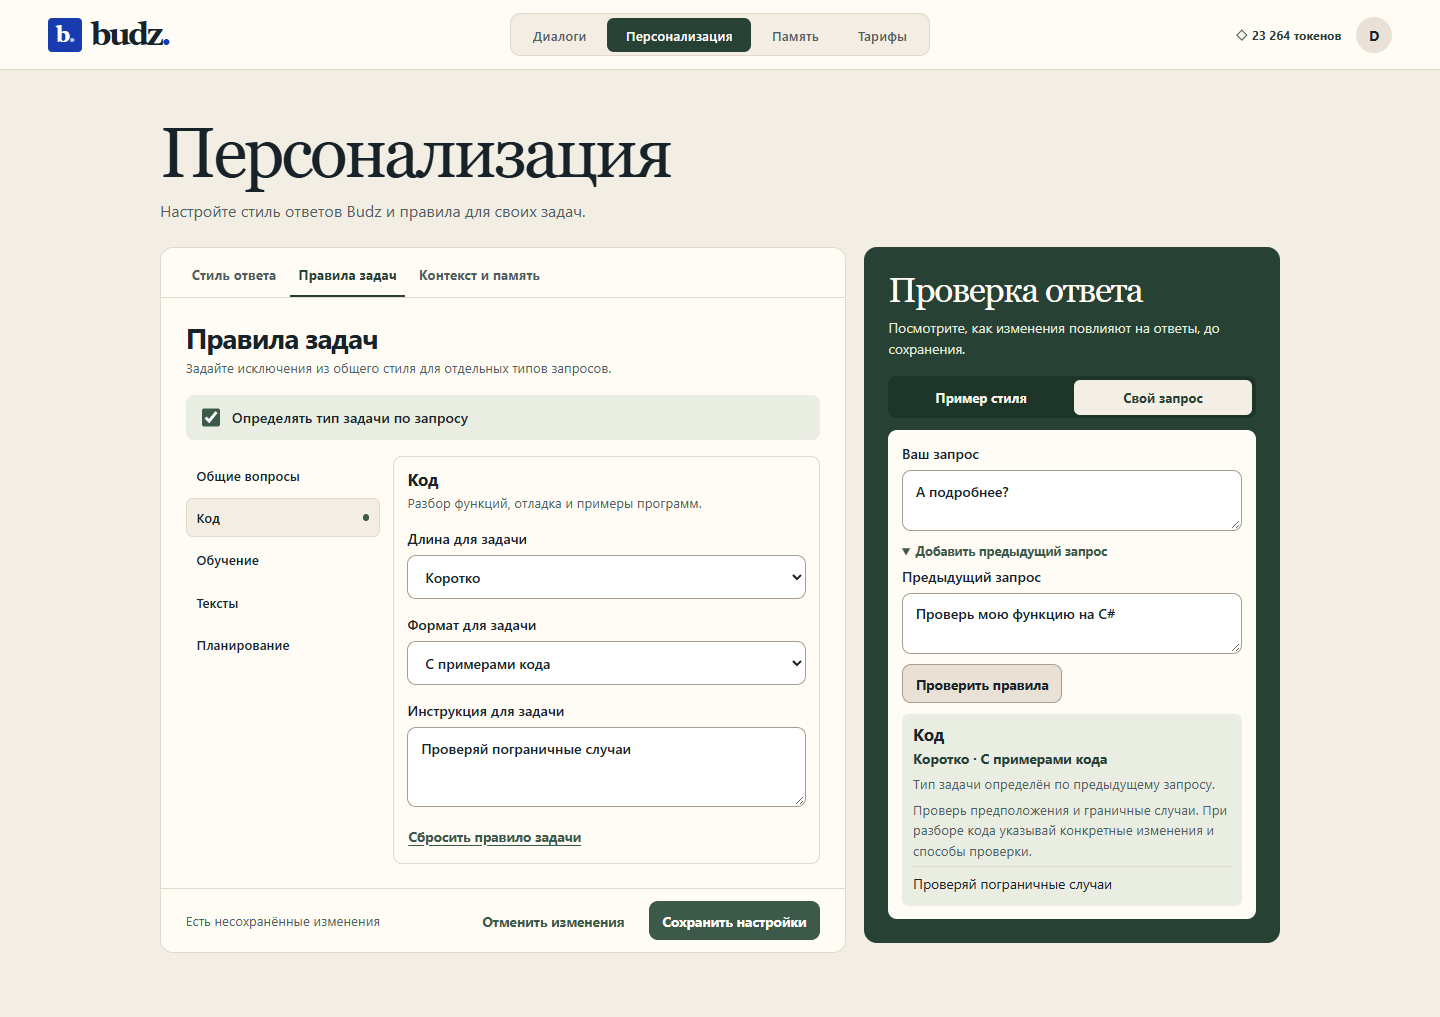 b. budz.
Диалоги
Персонализация
Память
Тарифы
23 264 токенов
D
Персонализация
Настройте стиль ответов Budz и правила для своих задач.
Стиль ответа
Правила задач
Контекст и память
Правила задач
Задайте исключения из общего стиля для отдельных типов запросов.
Определять тип задачи по запросу
Общие вопросы
Код
Обучение
Тексты
Планирование
Код
Разбор функций, отладка и примеры программ.
Длина для задачи
Коротко
Формат для задачи
С примерами кода
Инструкция для задачи
Проверяй пограничные случаи
Сбросить правило задачи
Есть несохранённые изменения
Отменить изменения
Сохранить настройки
Проверка ответа
Посмотрите, как изменения повлияют на ответы, до
сохранения.
Пример стиля
Свой запрос
Ваш запрос
А подробнее?
Добавить предыдущий запрос
Предыдущий запрос
Проверь мою функцию на C#
Проверить правила
Код
Коротко · С примерами кода
Тип задачи определён по предыдущему запросу.
Проверь предположения и граничные случаи. При
разборе кода указывай конкретные изменения и
способы проверки.
Проверяй пограничные случаи